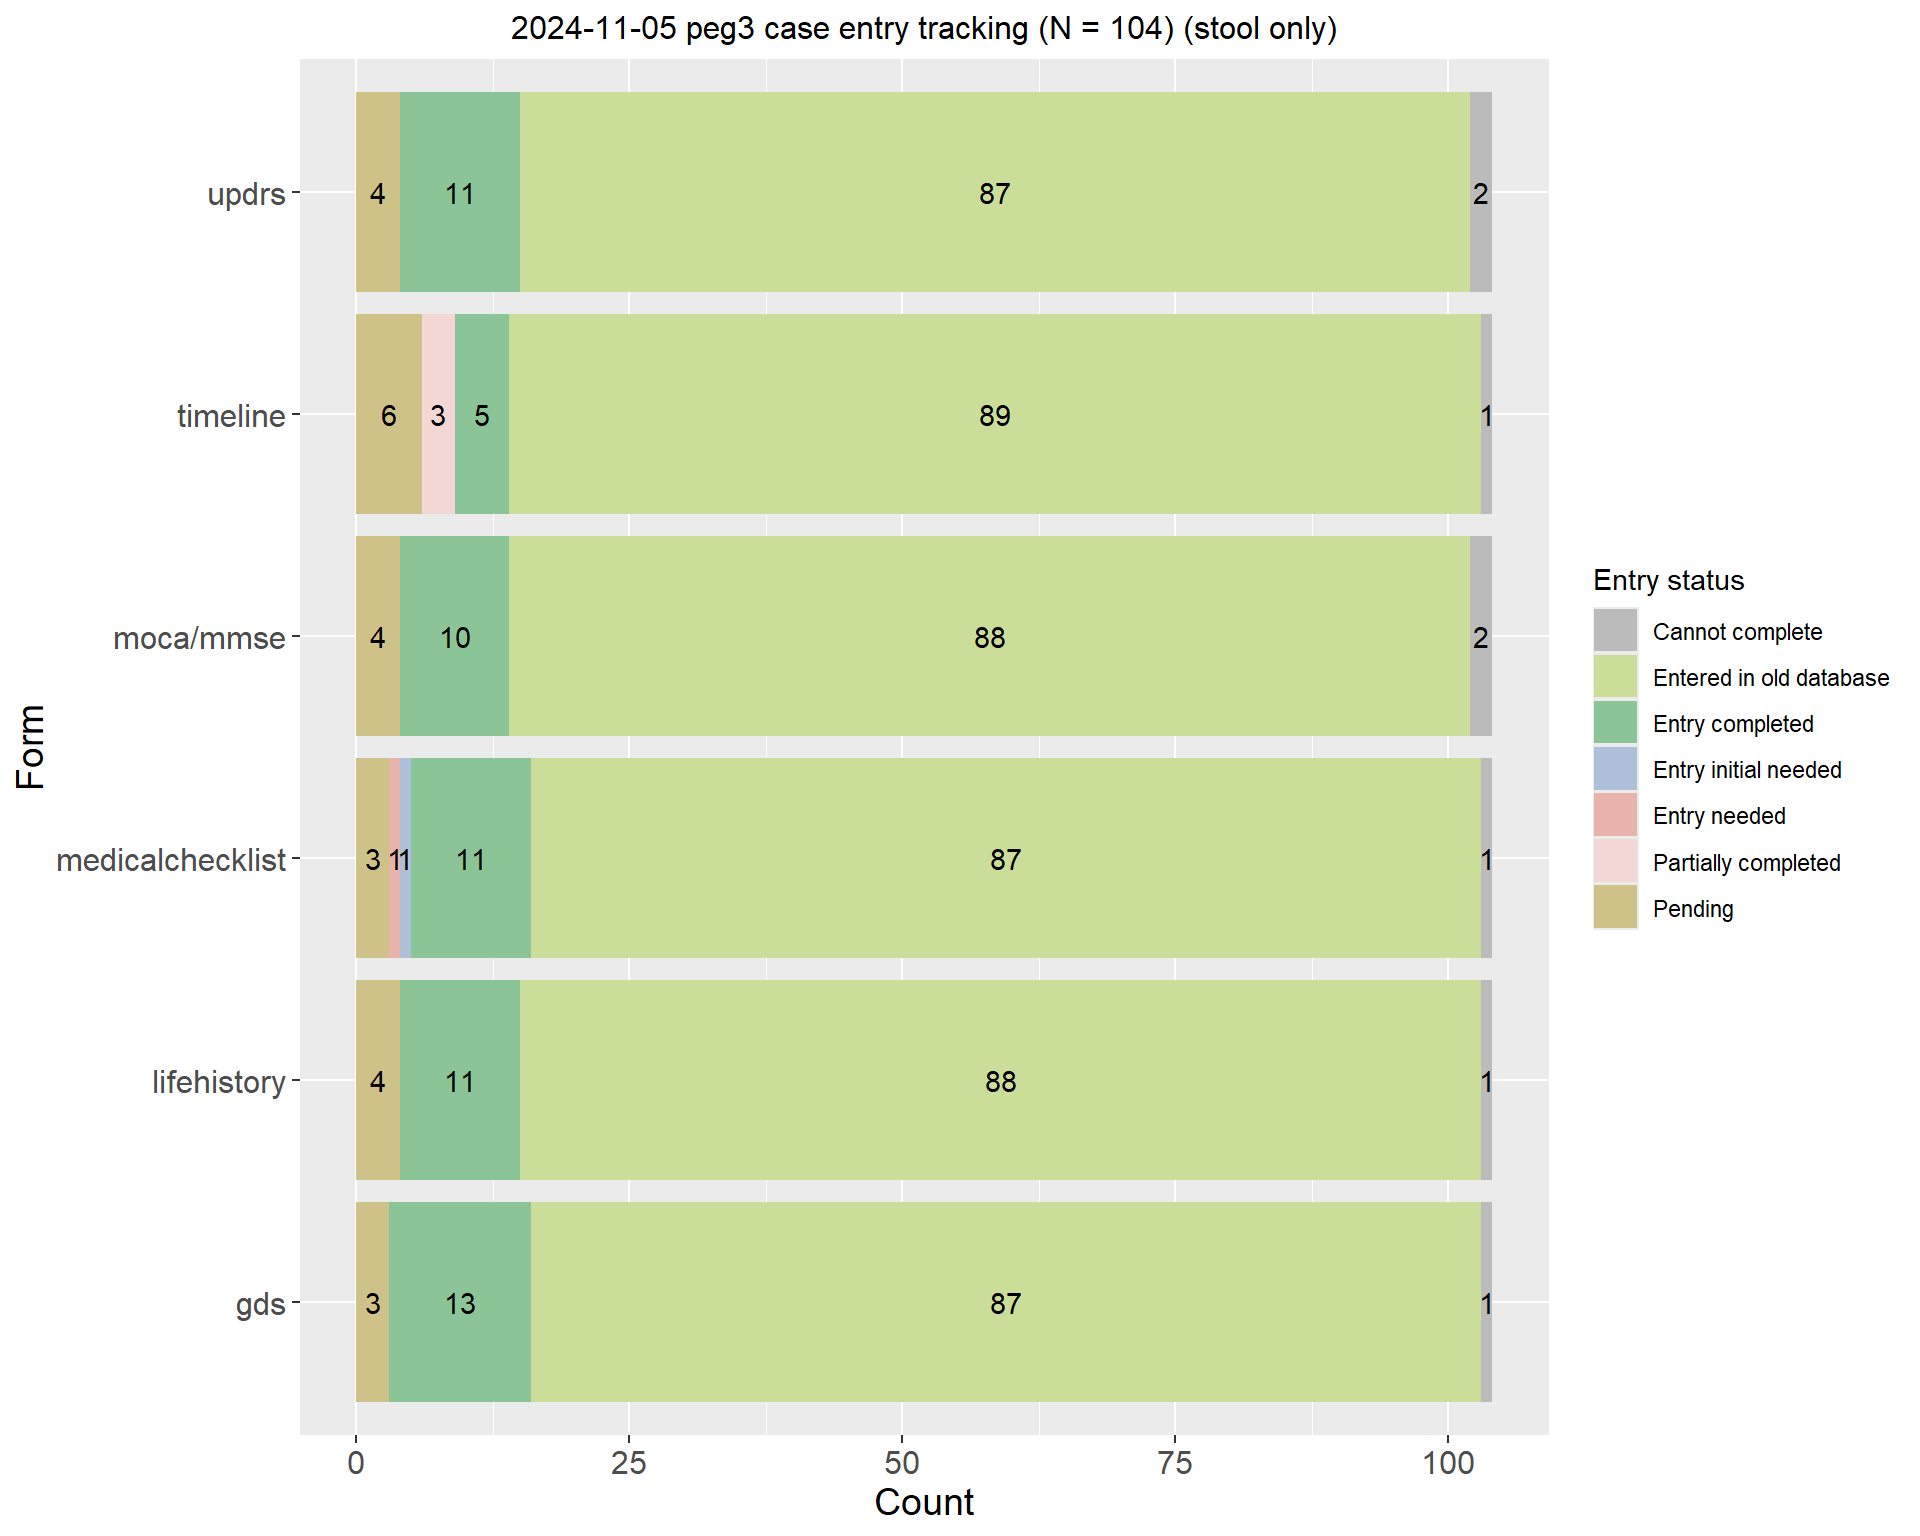 2024-11-05 peg3 case entry tracking (N = 104) (stool only)
updrs
4 11 87 2
timeline
6 3 5 89 1
moca/mmse
4 10 88 2
medicalchecklist
3 1 1 11 87 1
lifehistory
4 11 88 1
gds
3 13 87 1
Form
0 25 50 75 100
Count
Entry status
Cannot complete
Entered in old database
Entry completed
Entry initial needed
Entry needed
Partially completed
Pending